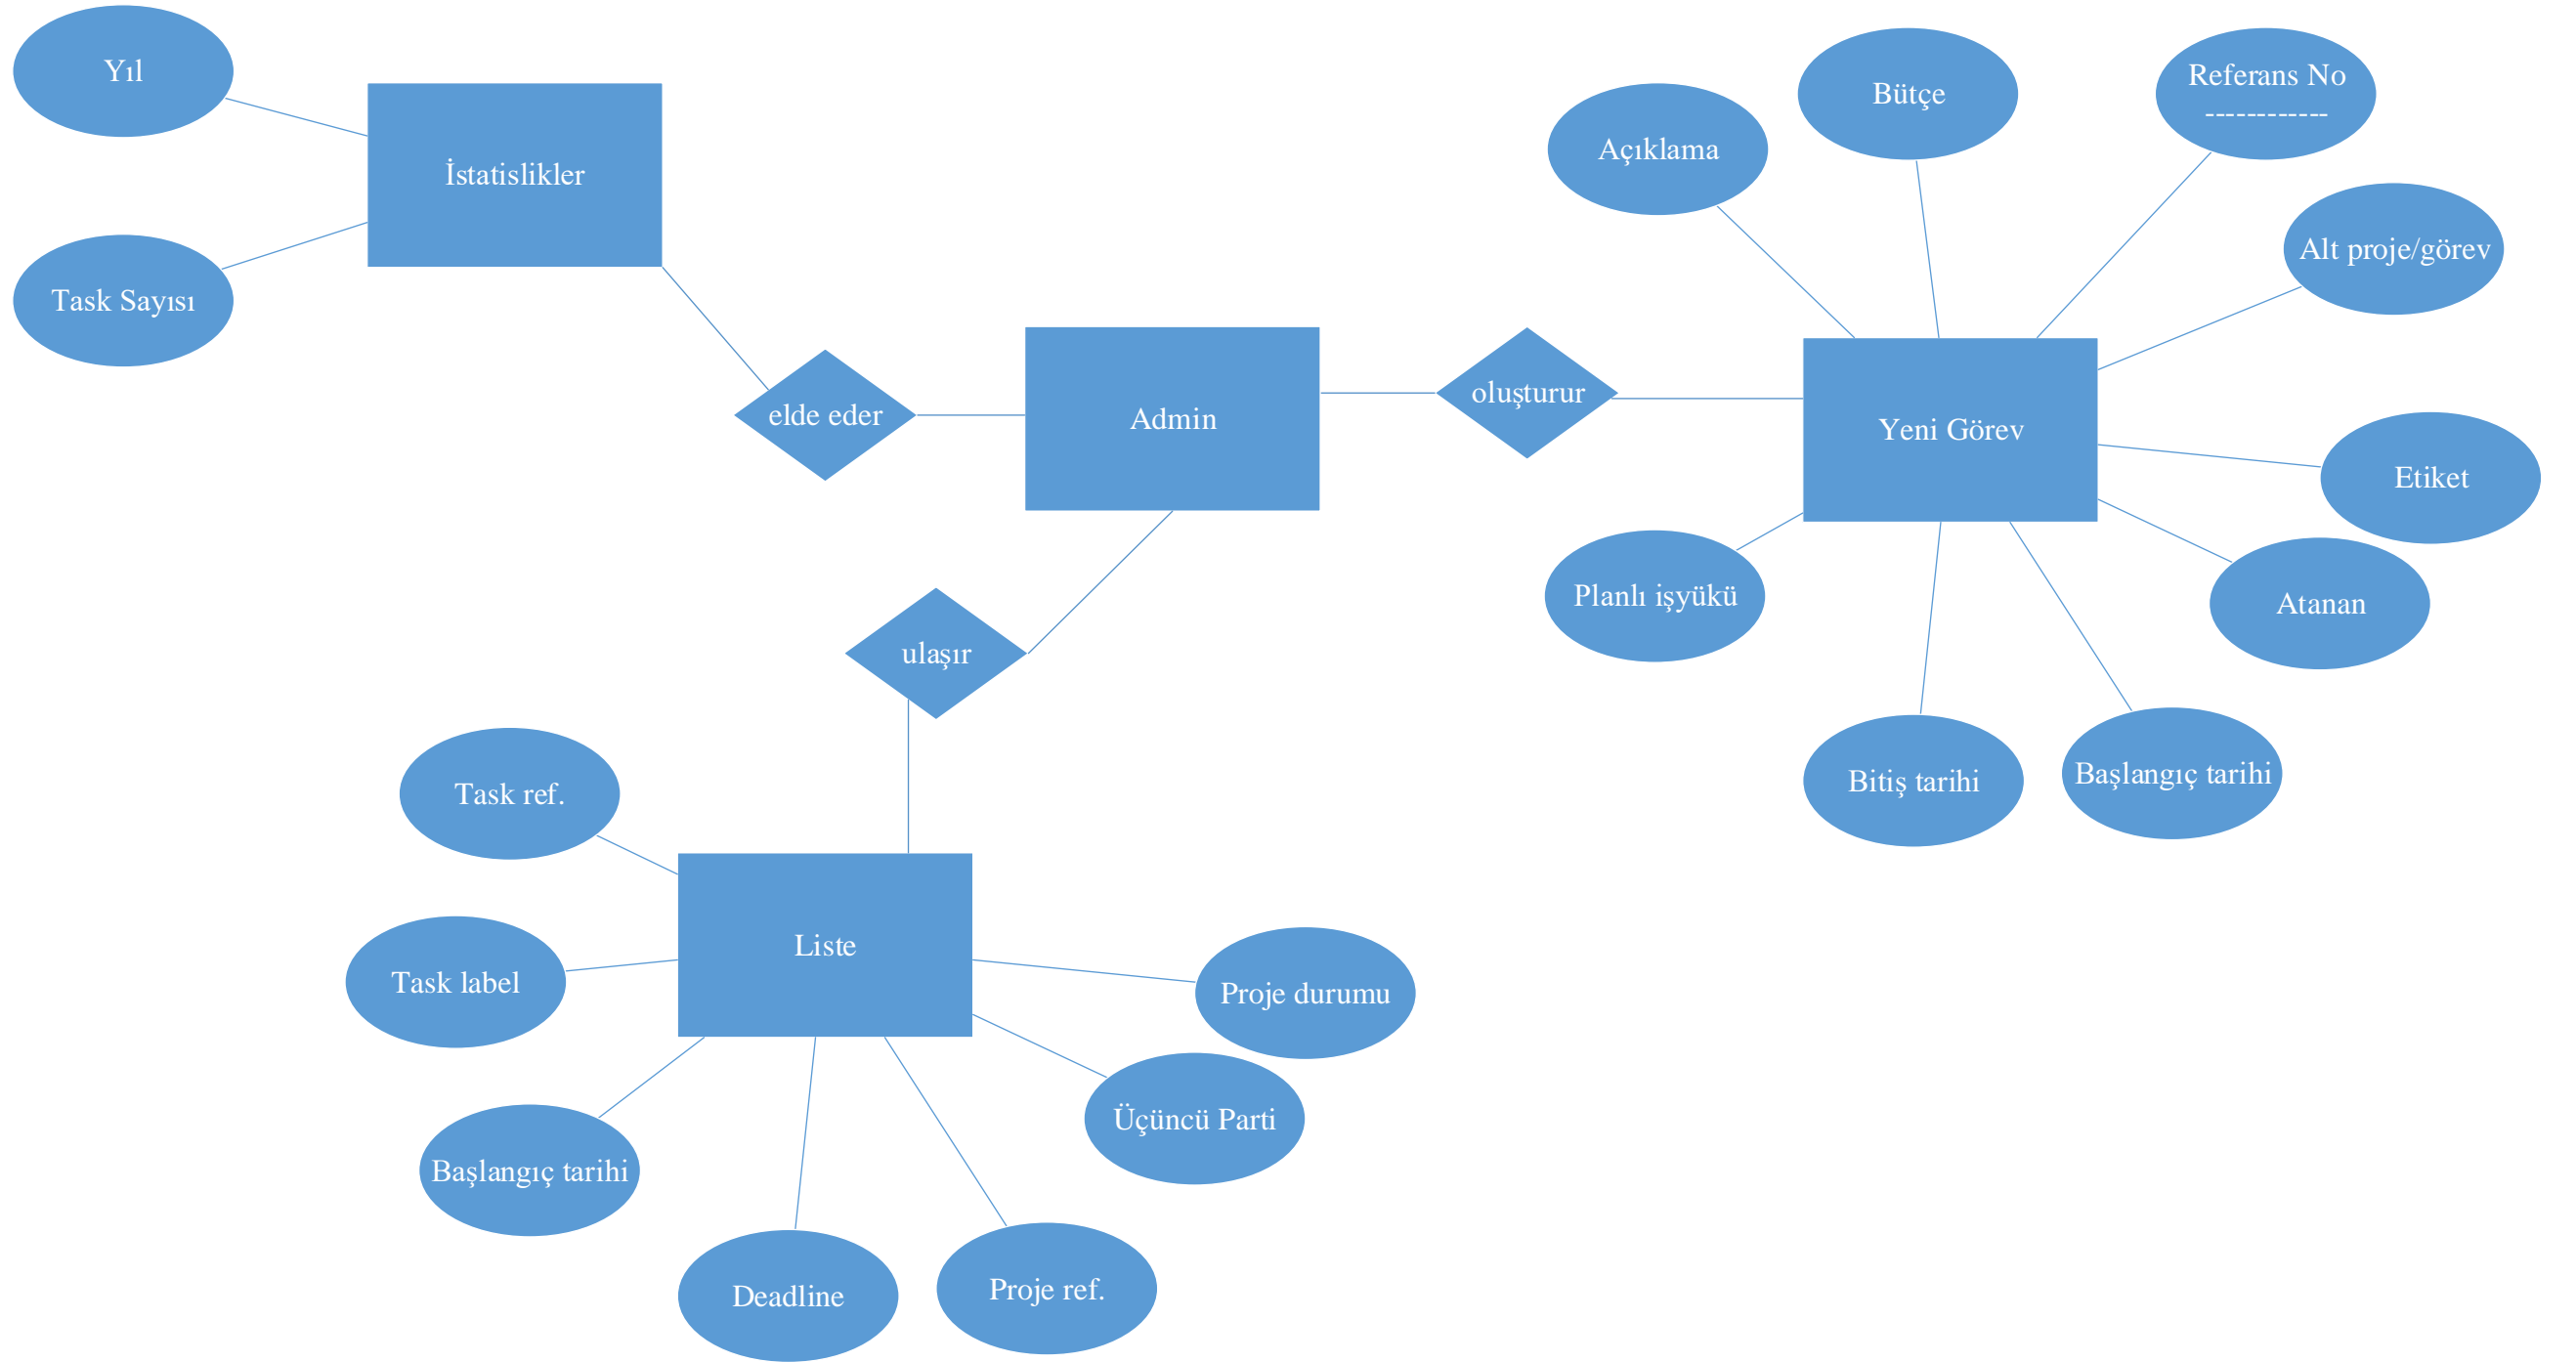 Yıl
İstatislikler
Task Sayısı
elde eder
Admin
oluşturur
Açıklama
Bütçe
Referans No
------------
Alt proje/görev
Yeni Görev
Etiket
Atanan
Planlı işyükü
Bitiş tarihi
Başlangıç tarihi
ulaşır
Task ref.
Liste
Task label
Başlangıç tarihi
Deadline
Proje ref.
Üçüncü Parti
Proje durumu